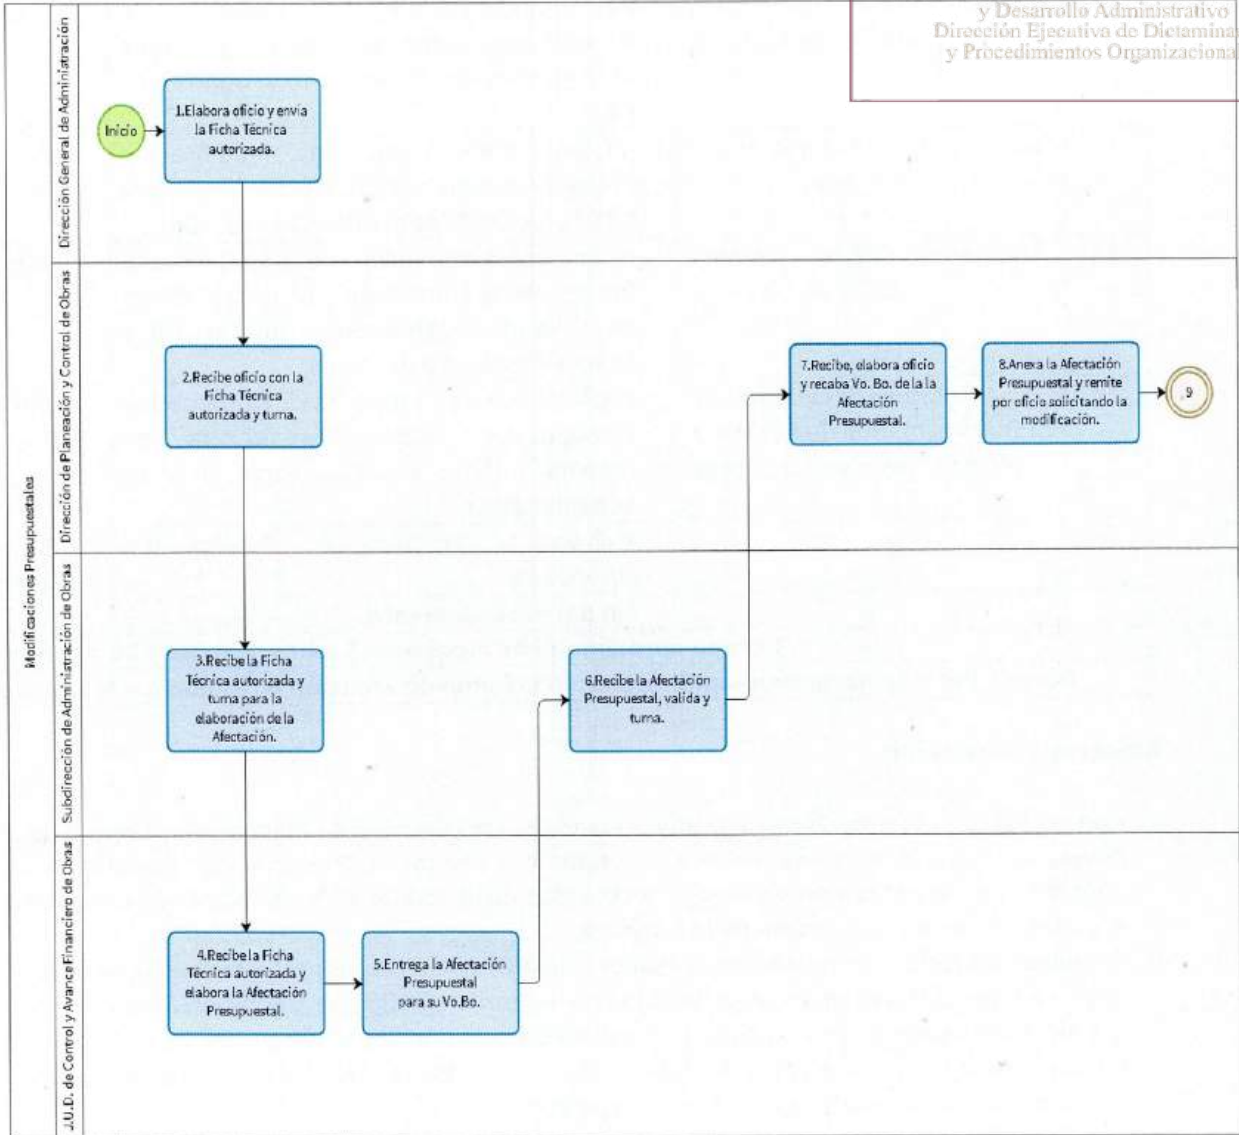 y Desarrollo Administrativo
Dirección Ejecutiva de Dictamina
y Procedimientos Organizaciona
Modificaciones Presupuestales
Dirección General de Administración
Inicio
1.Elabora oficio y envía
la Ficha Técnica
autorizada.
Dirección de Planeación y Control de Obras
2.Recibe oficio con la
Ficha Técnica
autorizada y turna.
7.Recibe, elabora oficio
y recaba Vo. Bo. de la la
Afectación
Presupuestal.
8.Anexa la Afectación
Presupuestal y remite
por oficio solicitando la
modificación.
9
Subdirección de Administración de Obras
3.Recibe la Ficha
Técnica autorizada y
turna para la
elaboración de la
Afectación.
6.Recibe la Afectación
Presupuestal, valida y
turna.
J.U.D. de Control y Avance Financiero de Obras
4.Recibe la Ficha
Técnica autorizada y
elabora la Afectación
Presupuestal.
5.Entrega la Afectación
Presupuestal
para su Vo.Bo.